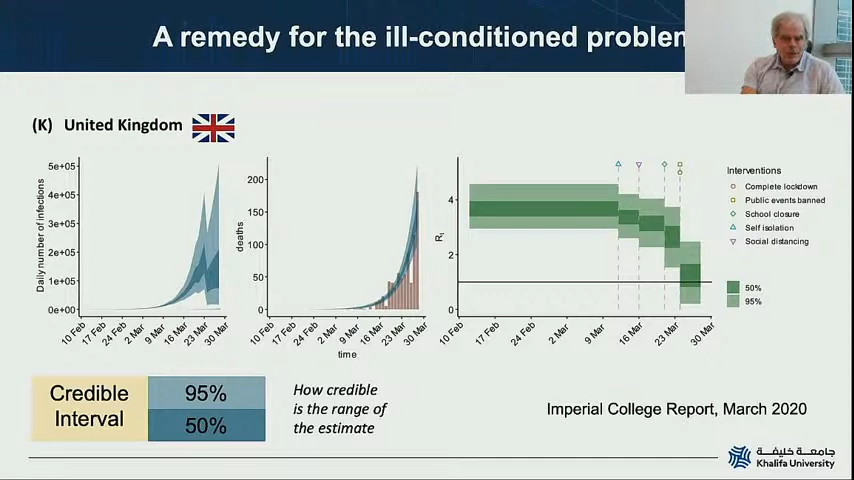 A remedy for the ill-conditioned problem
(K) United Kingdom
Daily number of infections
5e+05
4e+05
3e+05
2e+05
1e+05
0e+00
10 Feb
17 Feb
24 Feb
2 Mar
9 Mar
16 Mar
23 Mar
30 Mar
deaths
200
150
100
50
0
10 Feb
17 Feb
24 Feb
2 Mar
9 Mar
16 Mar
23 Mar
30 Mar
time
Rt
4
2
0
10 Feb
17 Feb
24 Feb
2 Mar
9 Mar
16 Mar
23 Mar
30 Mar
Interventions
Complete lockdown
Public events banned
School closure
Self isolation
Social distancing
50%
95%
Credible
Interval
95%
50%
How credible
is the range of
the estimate
Imperial College Report, March 2020
جامعة خليفة
Khalifa University